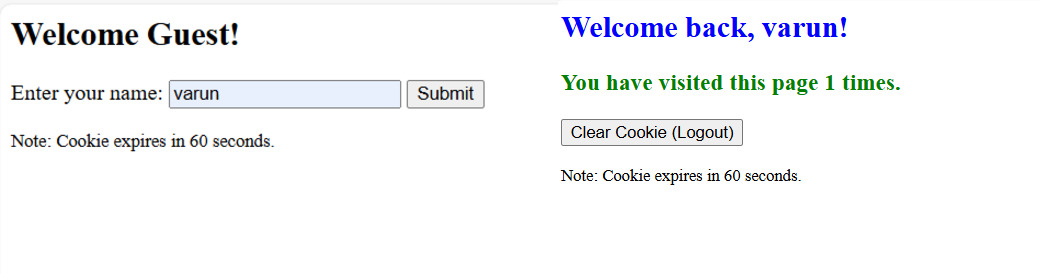 Welcome Guest!
Enter your name: varun Submit
Note: Cookie expires in 60 seconds.
Welcome back, varun!
You have visited this page 1 times.
Clear Cookie (Logout)
Note: Cookie expires in 60 seconds.